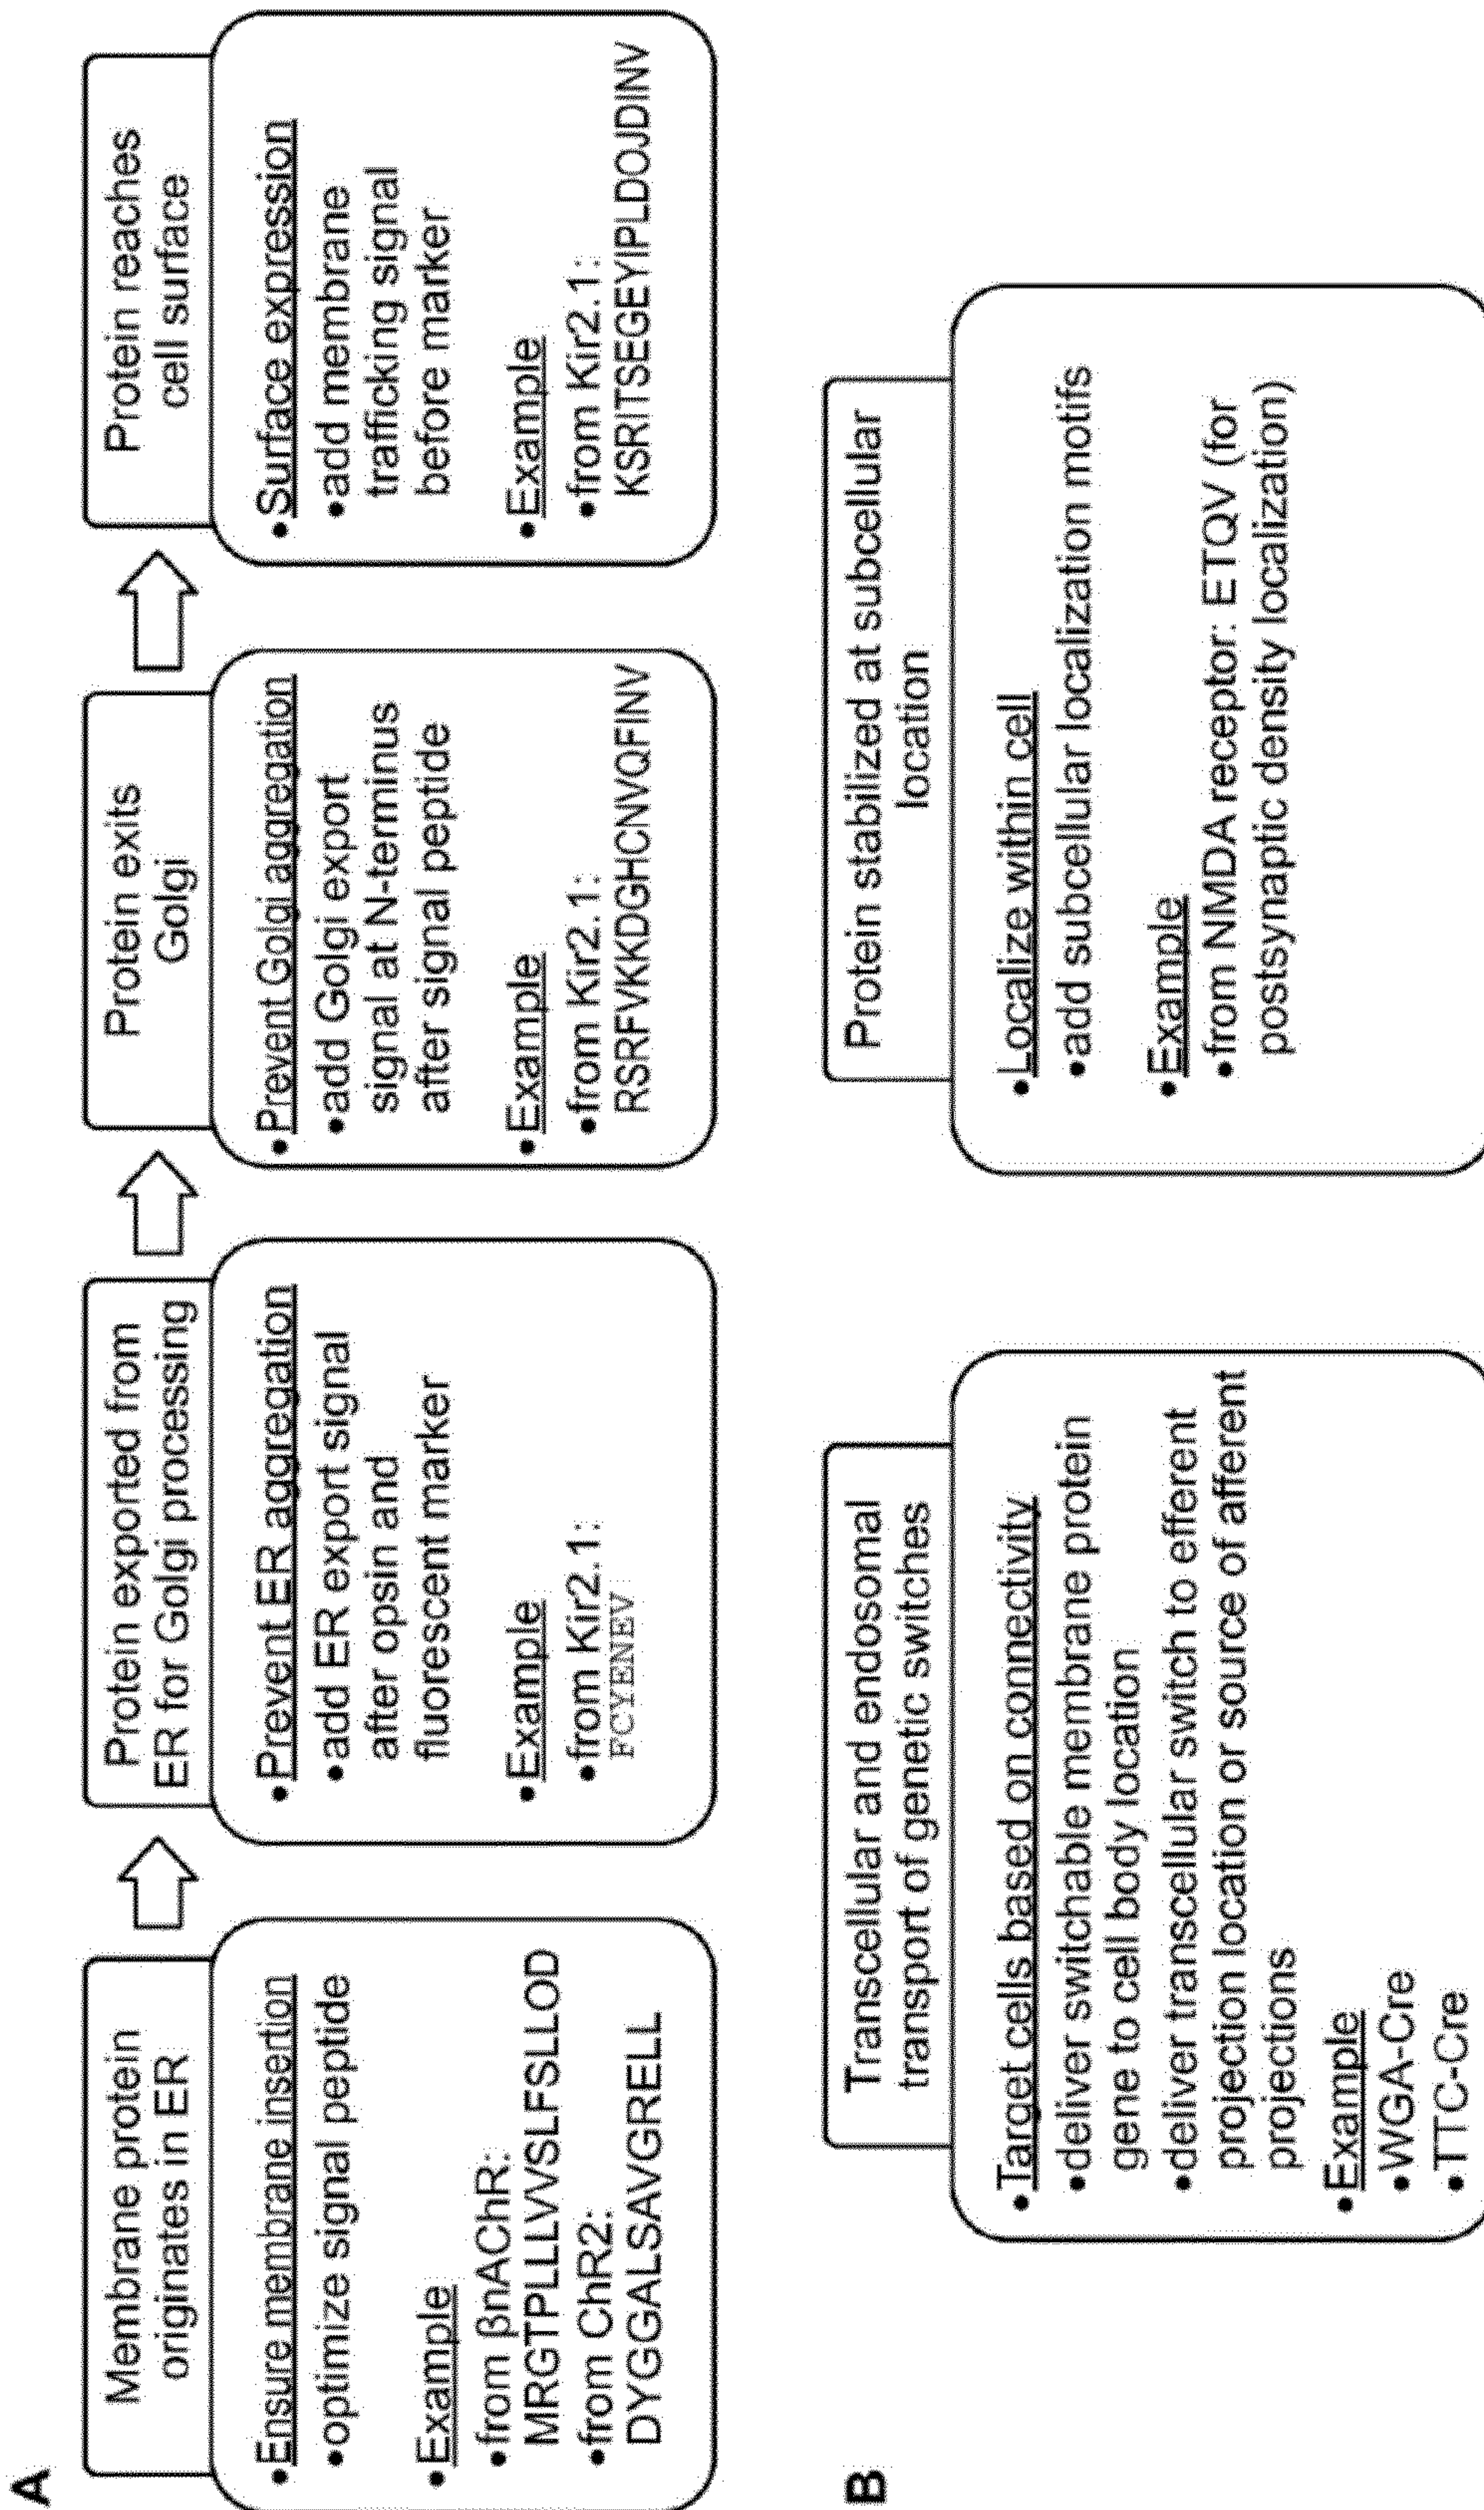 A
Membrane protein
originates in ER
•Ensure membrane insertion
•optimize signal peptide
•Example
•from βnAChR:
MRGTPLLLVVSLFSLLOD
•from ChR2:
DYGGALSAVGRELL
Protein exported from
ER for Golgi processing
•Prevent ER aggregation
•add ER export signal
after opsin and
fluorescent marker
•Example
•from Kir2.1:
FCYENEV
Protein exits
Golgi
•Prevent Golgi aggregation
•add Golgi export
signal at N-terminus
after signal peptide
•Example
•from Kir2.1:
RSRFVKKDGHCNVQFINV
Protein reaches
cell surface
•Surface expression
•add membrane
trafficking signal
before marker
•Example
•from Kir2.1:
KSRITSEGEYIPLDOJDINV
B
Transcellular and endosomal
transport of genetic switches
•Target cells based on connectivity
•deliver switchable membrane protein
gene to cell body location
•deliver transcellular switch to efferent
projection location or source of afferent
projections
•Example
•WGA-Cre
•TTC-Cre
Protein stabilized at subcellular
location
•Localize within cell
•add subcellular localization motifs
•Example
•from NMDA receptor: ETQV (for
postsynaptic density localization)